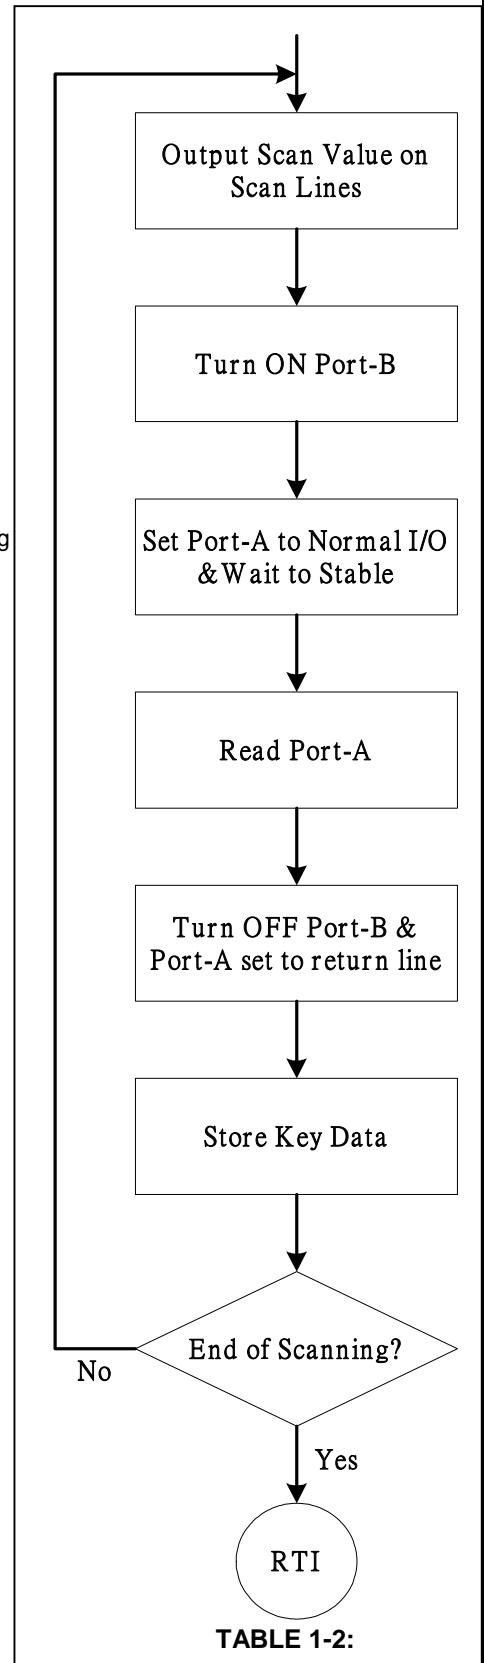 Output Scan Value on
Scan Lines
Turn ON Port-B
g
Set Port-A to Normal I/O
&Wait to Stable
Read Port-A
Turn OFF Port-B &
Port-A set to return line
Store Key Data
End of Scanning?
No
Yes
RTI
TABLE 1-2: